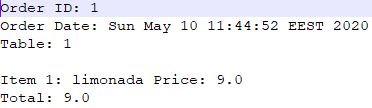 Order ID: 1
Order Date: Sun May 10 11:44:52 EEST 2020
Table: 1

Item 1: limonada Price: 9.0
Total: 9.0